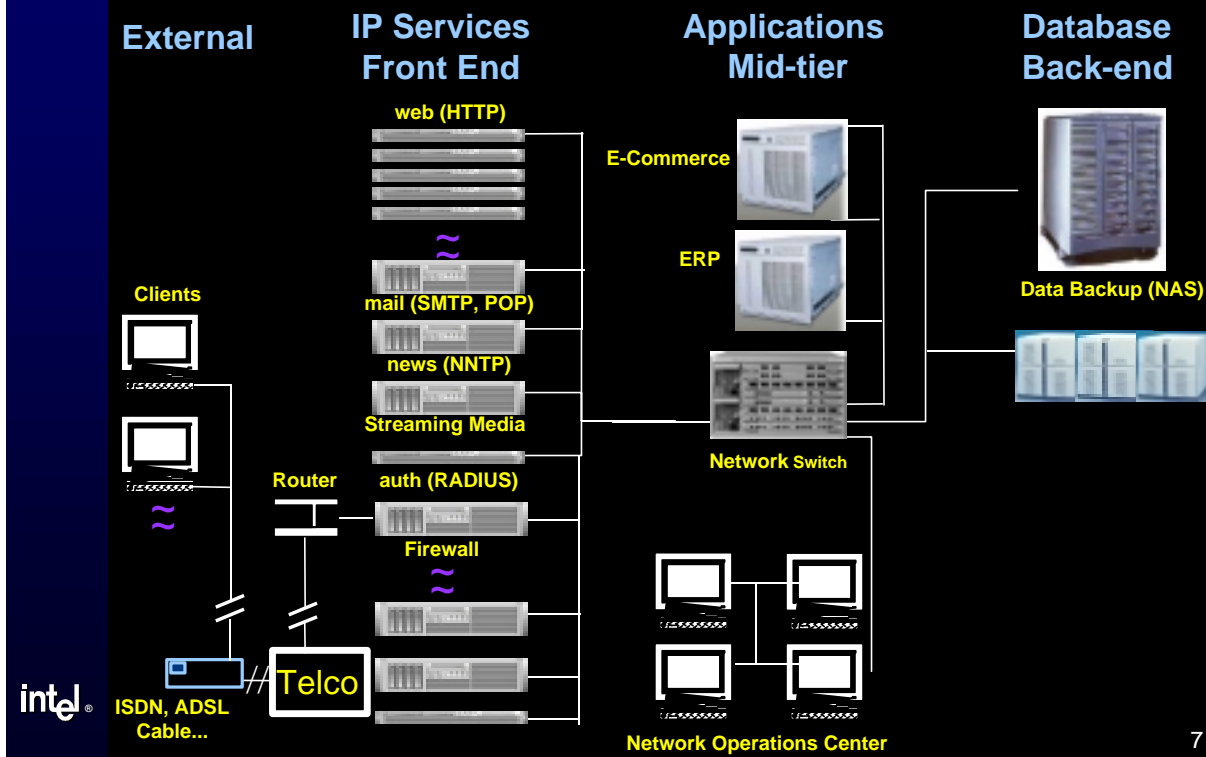 External
IP Services
Front End
Applications
Mid-tier
Database
Back-end
web (HTTP)
E-Commerce
ERP
Clients
mail (SMTP, POP)
Data Backup (NAS)
news (NNTP)
Streaming Media
Network Switch
Router
auth (RADIUS)
Firewall
Telco
intel ®
ISDN, ADSL
Cable...
Network Operations Center
7